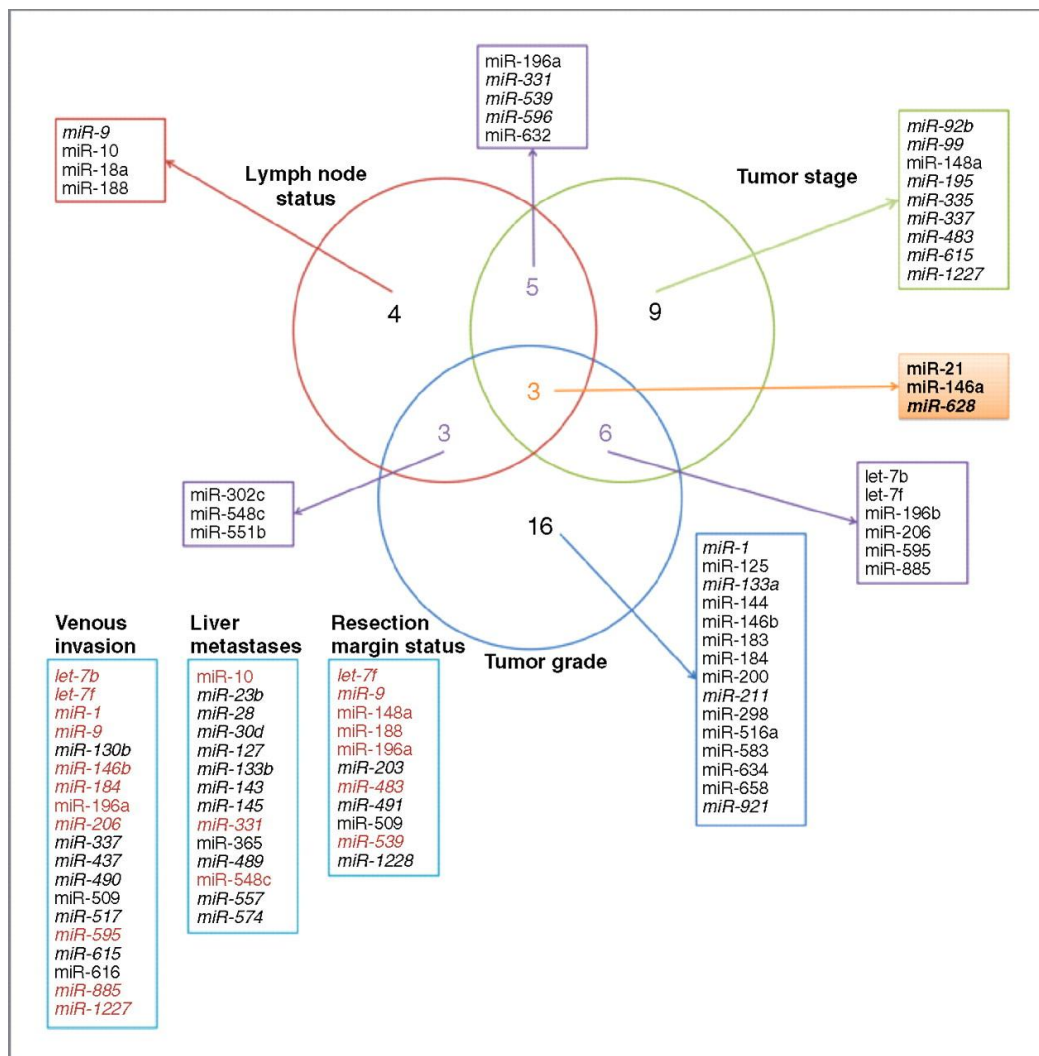 miR-196a
miR-331
miR-539
miR-596
miR-632
miR-9
miR-10
miR-18a
miR-188
Lymph node
status
Tumor stage
miR-92b
miR-99
miR-148a
miR-195
miR-335
miR-337
miR-483
miR-615
miR-1227
4
5
9
3
miR-21
miR-146a
miR-628
3
6
miR-302c
miR-548c
miR-551b
let-7b
let-7f
miR-196b
miR-206
miR-595
miR-885
16
Tumor grade
miR-1
miR-125
miR-133a
miR-144
miR-146b
miR-183
miR-184
miR-200
miR-211
miR-298
miR-516a
miR-583
miR-634
miR-658
miR-921
Venous
invasion
let-7b
let-7f
miR-1
miR-9
miR-130b
miR-146b
miR-184
miR-196a
miR-206
miR-337
miR-437
miR-490
miR-509
miR-517
miR-595
miR-615
miR-616
miR-885
miR-1227
Liver
metastases
miR-10
miR-23b
miR-28
miR-30d
miR-127
miR-133b
miR-143
miR-145
miR-331
miR-365
miR-489
miR-548c
miR-557
miR-574
Resection
margin status
let-7f
miR-9
miR-148a
miR-188
miR-196a
miR-203
miR-483
miR-491
miR-509
miR-539
miR-1228